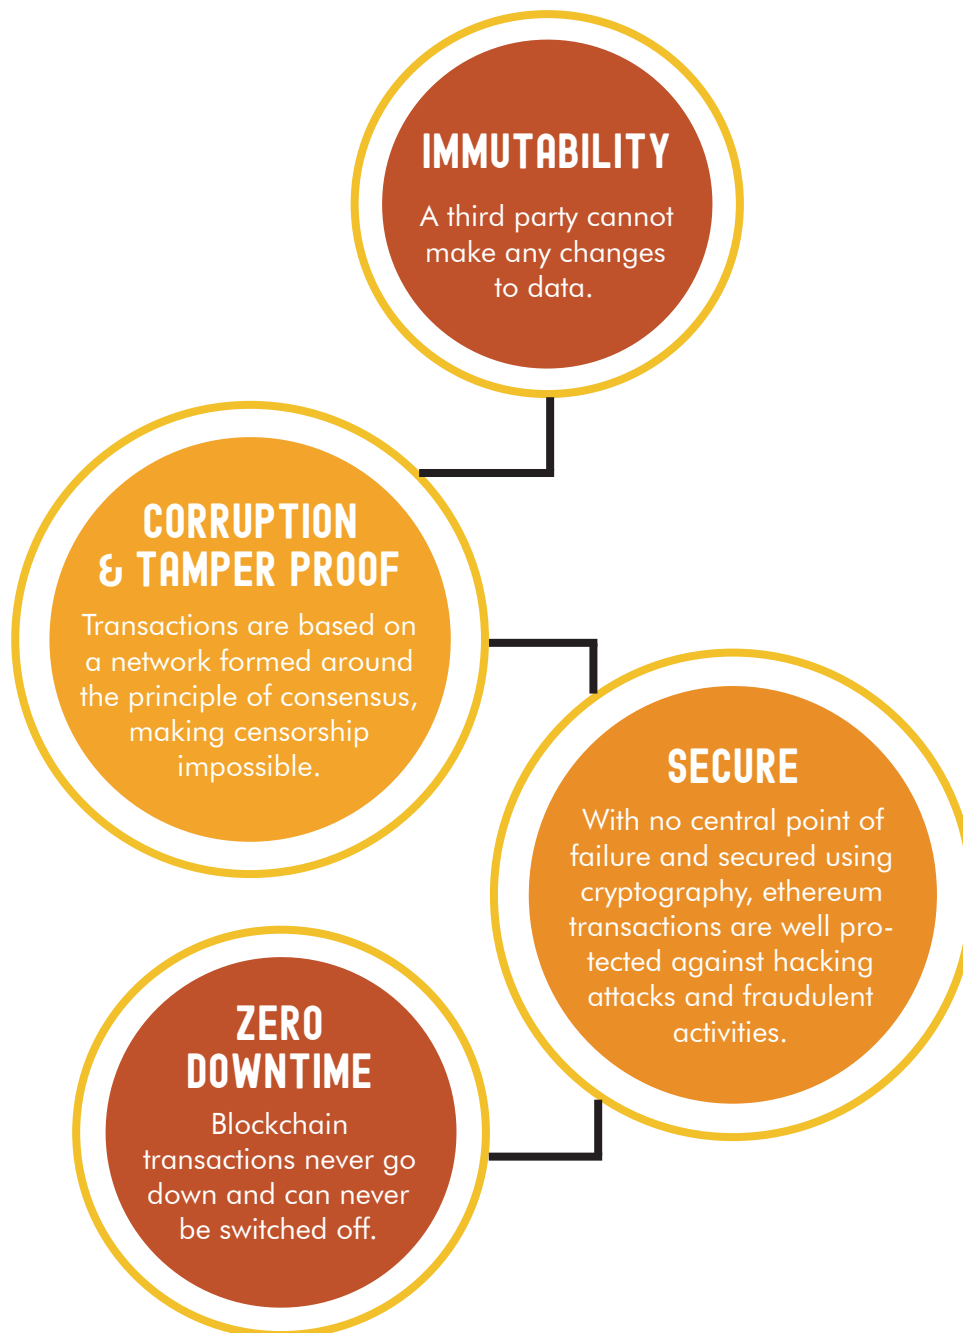 IMMUTABILITY
A third party cannot
make any changes
to data.
CORRUPTION
& TAMPER PROOF
Transactions are based on
a network formed around
the principle of consensus,
making censorship
impossible.
SECURE
With no central point of
failure and secured using
cryptography, ethereum
transactions are well pro-
tected against hacking
attacks and fraudulent
activities.
ZERO
DOWNTIME
Blockchain
transactions never go
down and can never
be switched off.